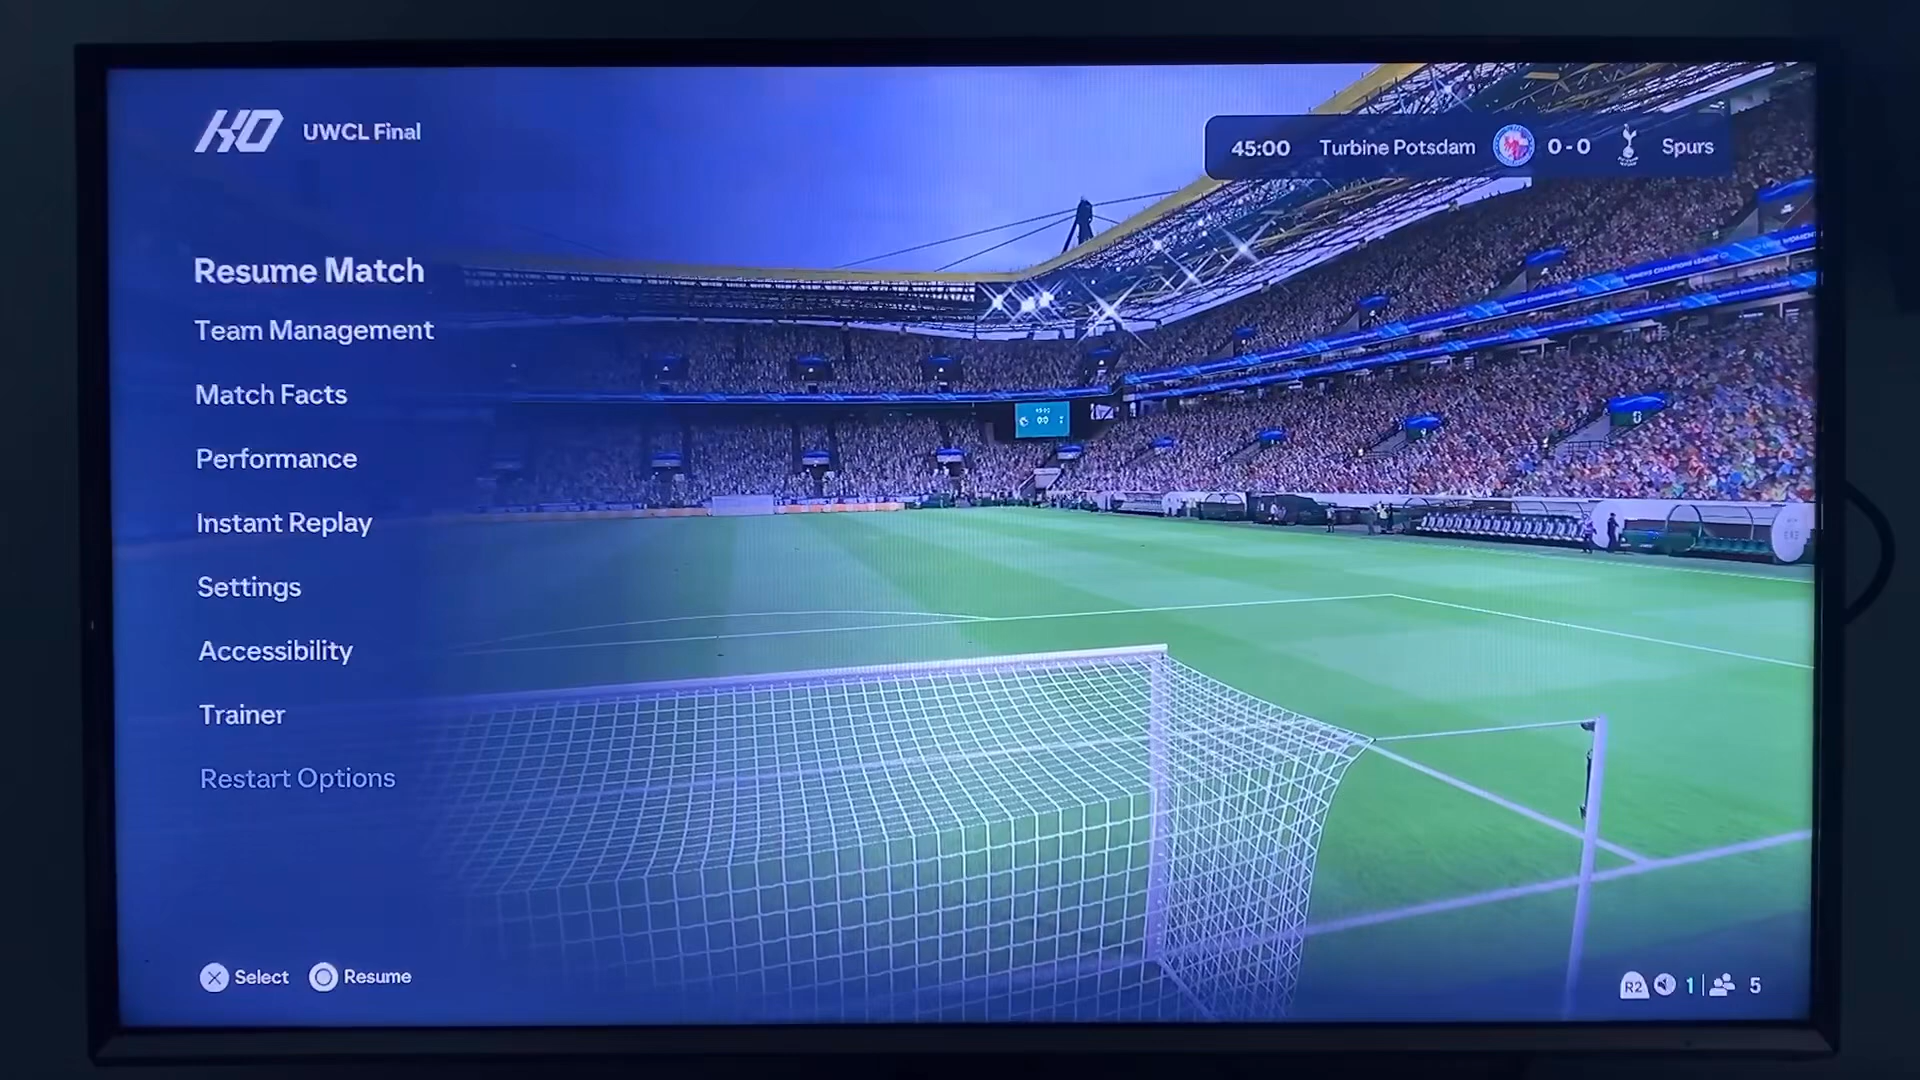 KO UWCL Final
45:00 Turbine Potsdam 0-0 Spurs
Resume Match
Team Management
Match Facts
Performance
Instant Replay
Settings
Accessibility
Trainer
Restart Options
Select Resume
R2 1 5